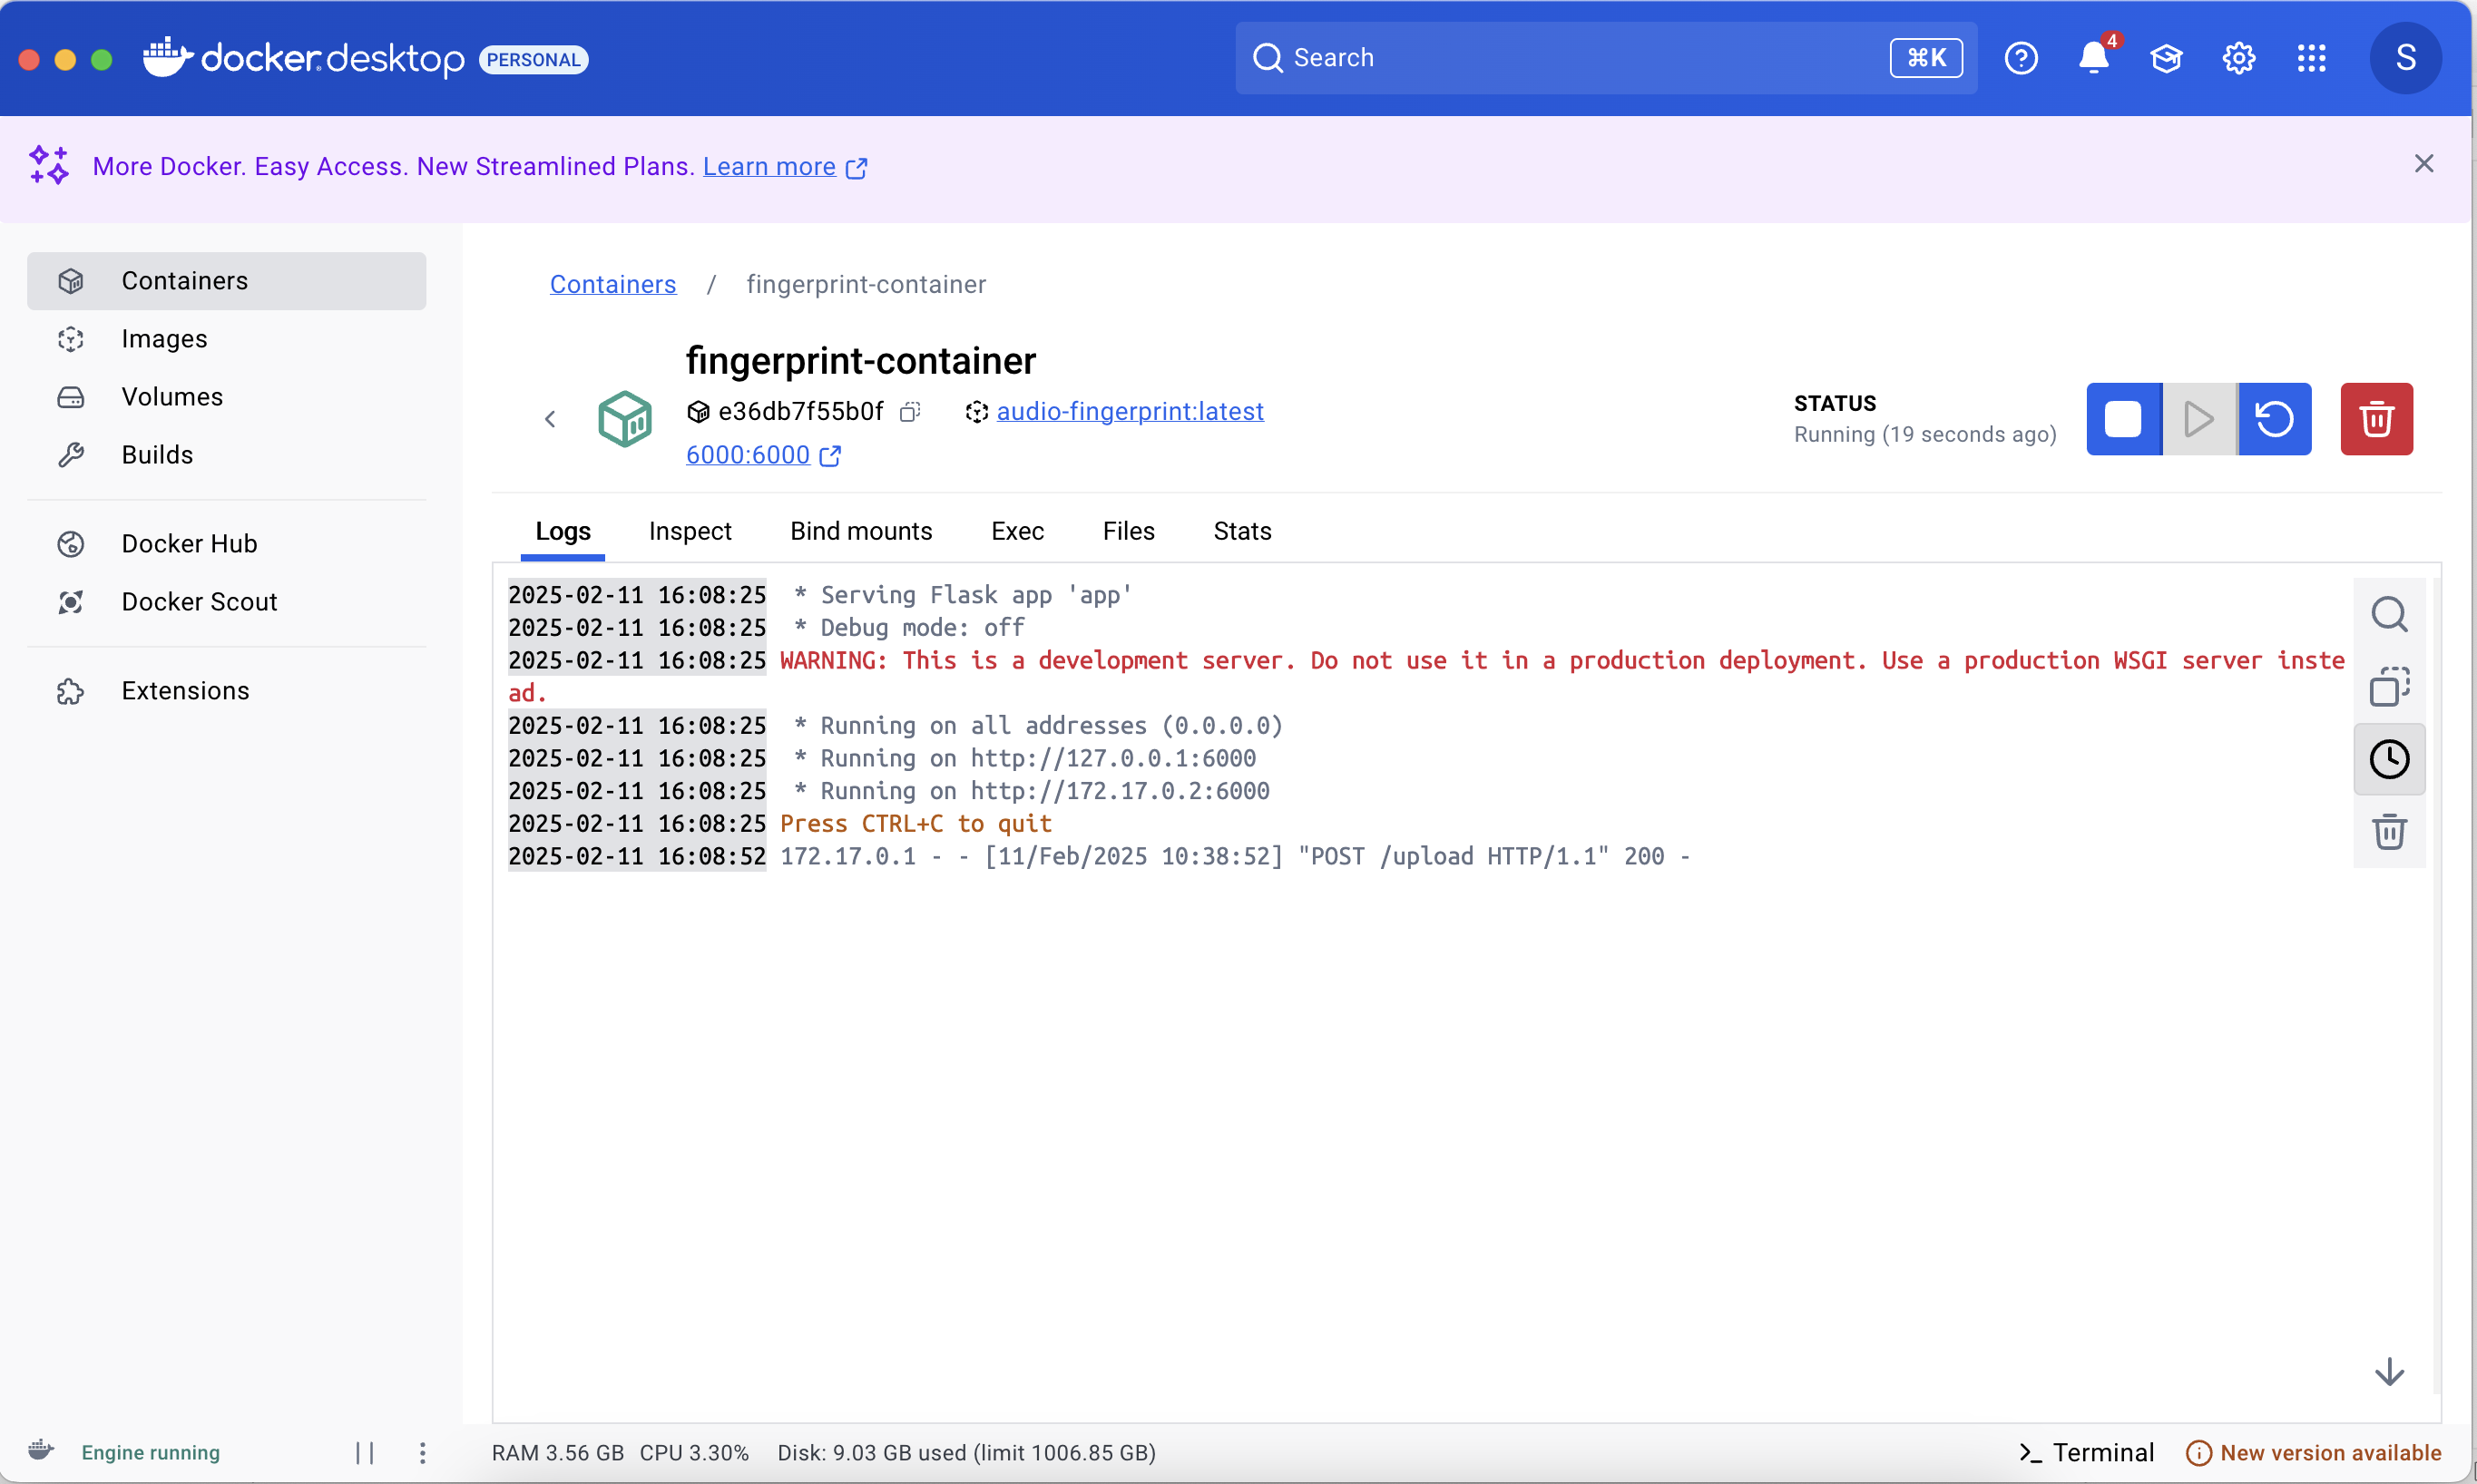 docker desktop PERSONAL
Search
⌘K
4
S
More Docker. Easy Access. New Streamlined Plans. Learn more
Containers
Images
Volumes
Builds
Docker Hub
Docker Scout
Extensions
Containers / fingerprint-container
fingerprint-container
e36db7f55b0f audio-fingerprint:latest
6000:6000
STATUS
Running (19 seconds ago)
Logs Inspect Bind mounts Exec Files Stats
2025-02-11 16:08:25  * Serving Flask app 'app'
2025-02-11 16:08:25  * Debug mode: off
2025-02-11 16:08:25 WARNING: This is a development server. Do not use it in a production deployment. Use a production WSGI server inste
ad.
2025-02-11 16:08:25  * Running on all addresses (0.0.0.0)
2025-02-11 16:08:25  * Running on http://127.0.0.1:6000
2025-02-11 16:08:25  * Running on http://172.17.0.2:6000
2025-02-11 16:08:25 Press CTRL+C to quit
2025-02-11 16:08:52 172.17.0.1 - - [11/Feb/2025 10:38:52] "POST /upload HTTP/1.1" 200 -
Engine running
RAM 3.56 GB CPU 3.30% Disk: 9.03 GB used (limit 1006.85 GB)
>_ Terminal
New version available